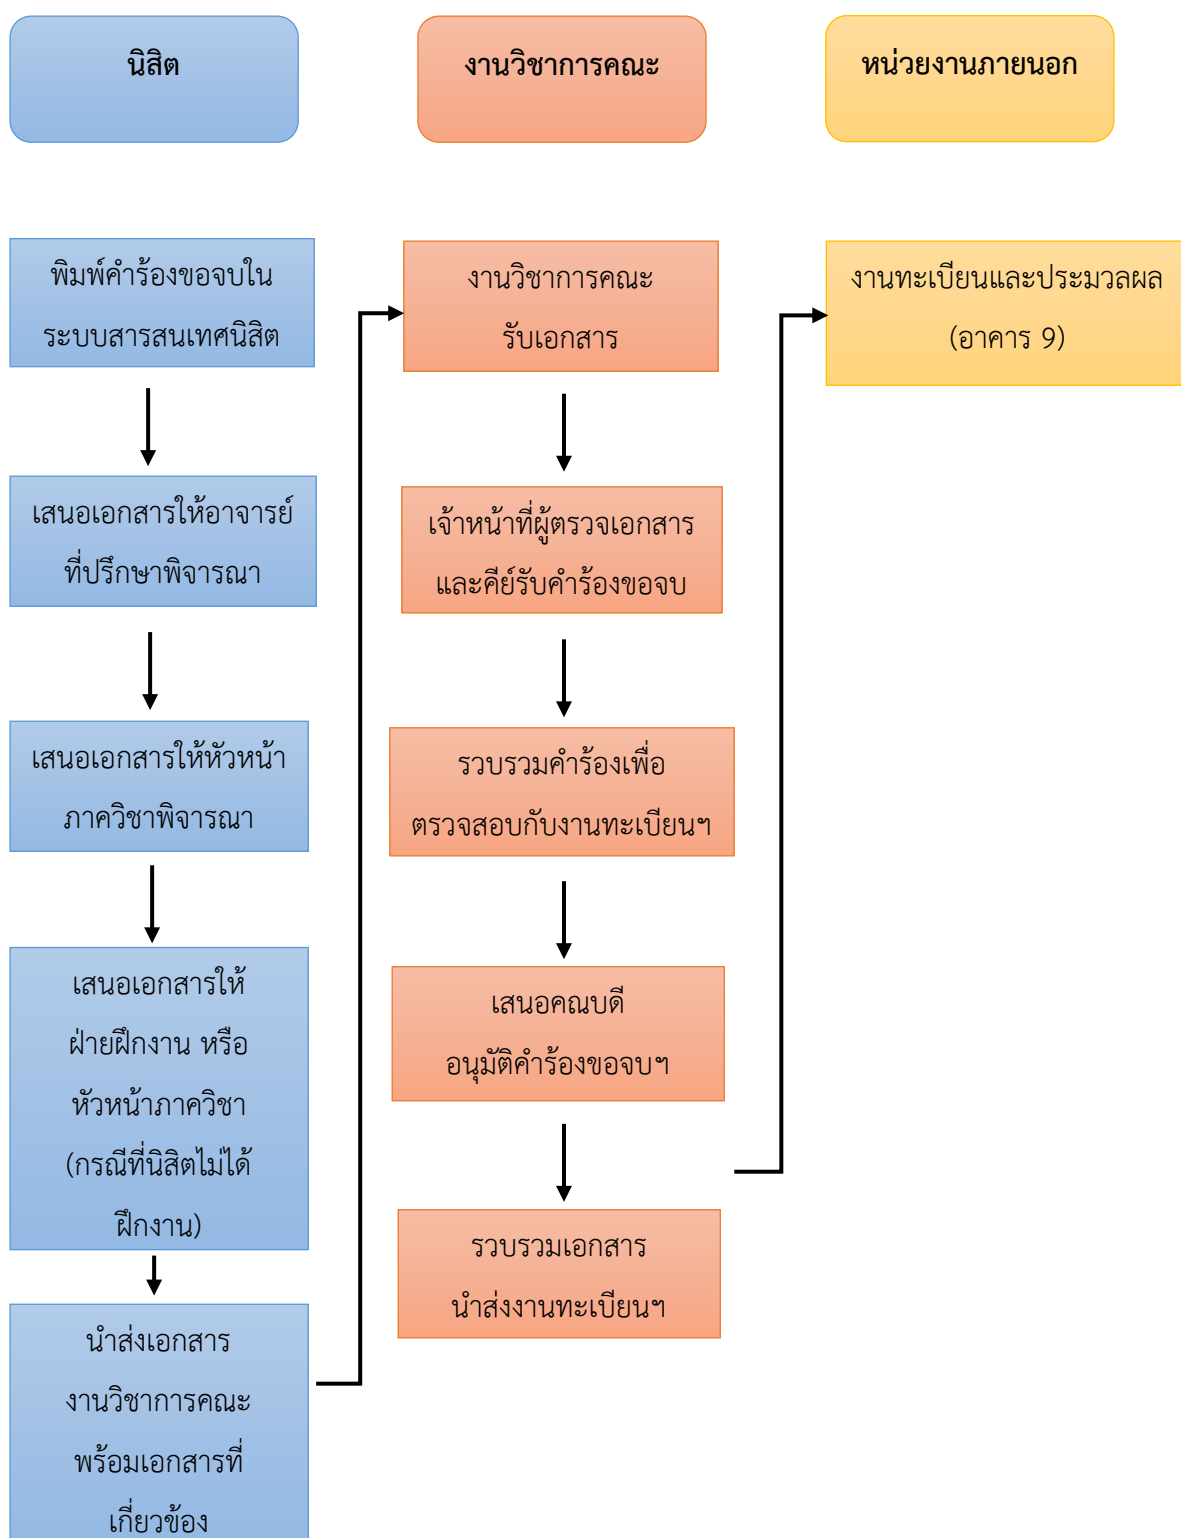 นิสิต
งานวิชาการคณะ
หน่วยงานภายนอก
พิมพ์คำร้องขอจบใน
ระบบสารสนเทศนิสิต
เสนอเอกสารให้อาจารย์
ที่ปรึกษาพิจารณา
เสนอเอกสารให้หัวหน้า
ภาควิชาพิจารณา
เสนอเอกสารให้
ฝ่ายฝึกงาน หรือ
หัวหน้าภาควิชา
(กรณีที่นิสิตไม่ได้
ฝึกงาน)
นำส่งเอกสาร
งานวิชาการคณะ
พร้อมเอกสารที่
เกี่ยวข้อง
งานวิชาการคณะ
รับเอกสาร
เจ้าหน้าที่ผู้ตรวจเอกสาร
และคีย์รับคำร้องขอจบ
รวบรวมคำร้องเพื่อ
ตรวจสอบกับงานทะเบียนฯ
เสนอคณบดี
อนุมัติคำร้องขอจบฯ
รวบรวมเอกสาร
นำส่งงานทะเบียนฯ
งานทะเบียนและประมวลผล
(อาคาร 9)